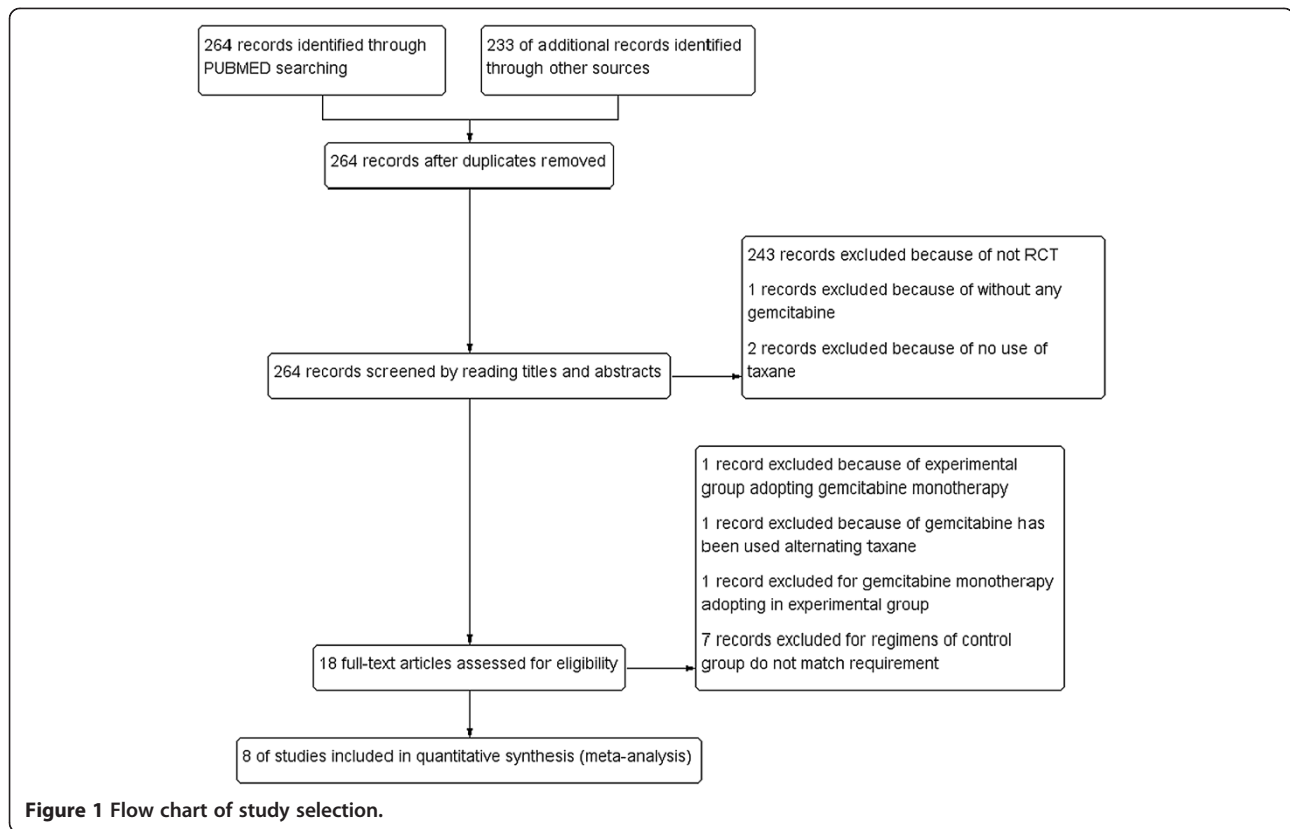 264 records identified through
PUBMED searching
233 of additional records identified
through other sources
264 records after duplicates removed
243 records excluded because of not RCT
1 records excluded because of without any
gemcitabine
2 records excluded because of no use of
taxane
264 records screened by reading titles and abstracts
1 record excluded because of experimental
group adopting gemcitabine monotherapy
1 record excluded because of gemcitabine has
been used alternating taxane
1 record excluded for gemcitabine monotherapy
adopting in experimental group
7 records excluded for regimens of control
group do not match requirement
18 full-text articles assessed for eligibility
8 of studies included in quantitative synthesis (meta-analysis)
Figure 1 Flow chart of study selection.